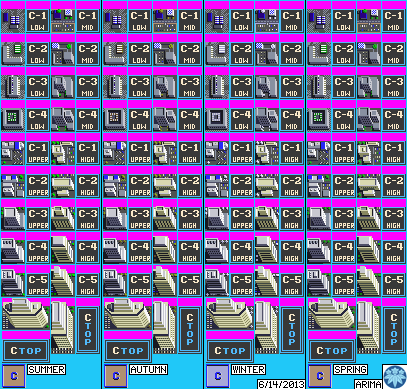 C-1 C-1 C-1 C-1 C-1 C-1 C-1 C-1
LOW MID LOW MID LOW MID LOW MID
C-2 C-2 C-2 C-2 C-2 C-2 C-2 C-2
LOW MID LOW MID LOW MID LOW MID
C-3 C-3 C-3 C-3 C-3 C-3 C-3 C-3
LOW MID LOW MID LOW MID LOW MID
C-4 C-4 C-4 C-4 C-4 C-4 C-4 C-4
LOW MID LOW MID LOW MID LOW MID
C-1 C-1 C-1 C-1 C-1 C-1 C-1 C-1
UPPER HIGH UPPER HIGH UPPER HIGH UPPER HIGH
C-2 C-2 C-2 C-2 C-2 C-2 C-2 C-2
UPPER HIGH UPPER HIGH UPPER HIGH UPPER HIGH
C-3 C-3 C-3 C-3 C-3 C-3 C-3 C-3
UPPER HIGH UPPER HIGH UPPER HIGH UPPER HIGH
C-4 C-4 C-4 C-4 C-4 C-4 C-4 C-4
UPPER HIGH UPPER HIGH UPPER HIGH UPPER HIGH
C-5 C-5 C-5 C-5 C-5 C-5 C-5 C-5
UPPER HIGH UPPER HIGH UPPER HIGH UPPER HIGH
CTOP CTOP CTOP CTOP
CTOP CTOP CTOP CTOP
C SUMMER C AUTUMN C WINTER C SPRING
6/14/2013 ARIMA